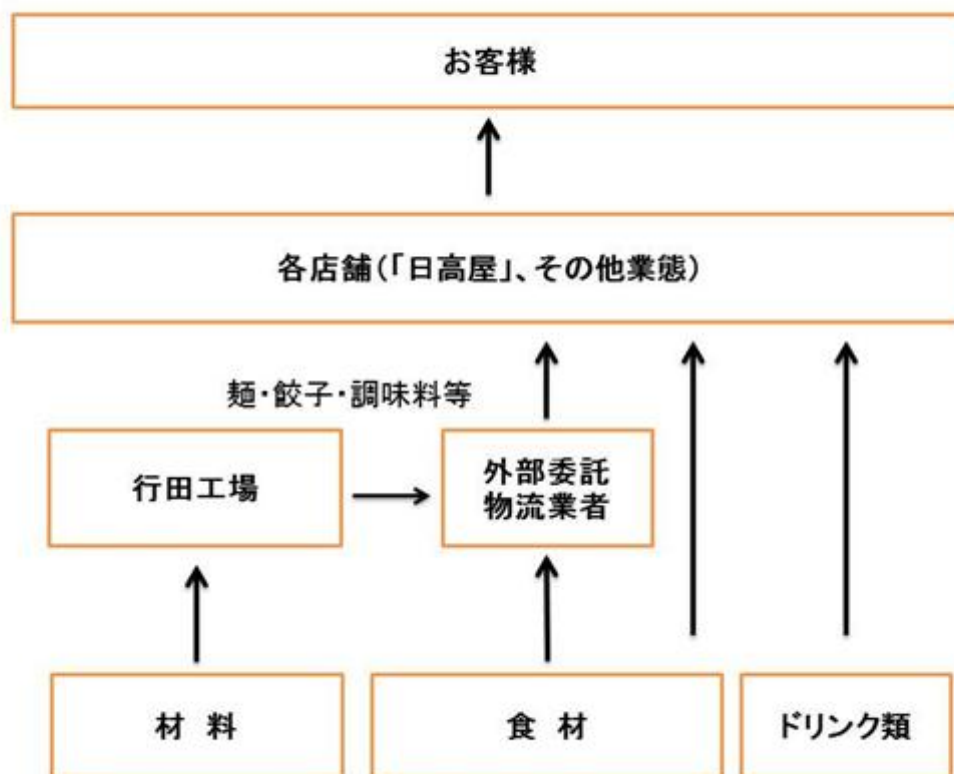 お客様
各店舗(「日高屋」、その他業態)
麺・餃子・調味料等
行田工場
外部委託
物流業者
材 料
食 材
ドリンク類